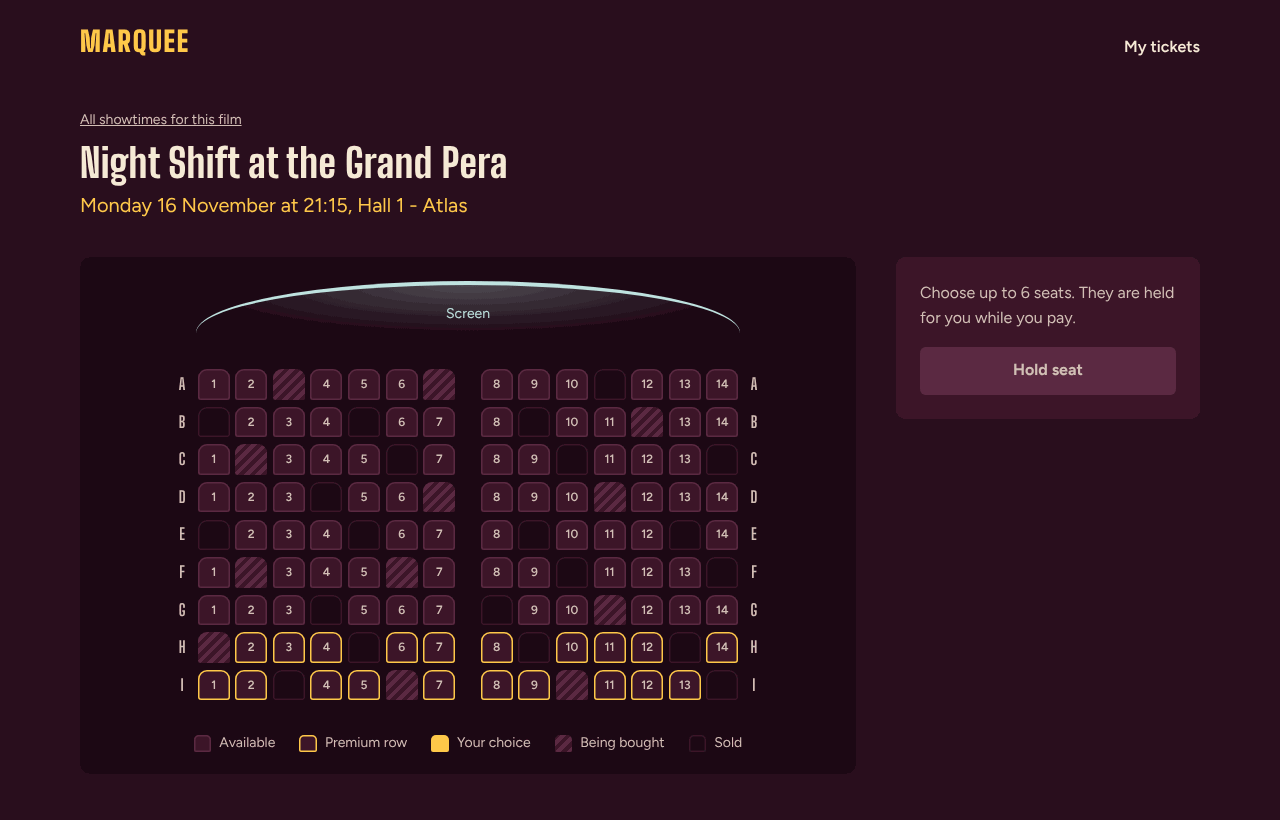 MARQUEE
My tickets
All showtimes for this film
Night Shift at the Grand Pera
Monday 16 November at 21:15, Hall 1 - Atlas
Screen
Choose up to 6 seats. They are held
for you while you pay.
Hold seat
A 1 2 4 5 6 8 9 10 12 13 14 A
B 2 3 4 6 7 8 10 11 13 14 B
C 1 3 4 5 7 8 9 11 12 13 C
D 1 2 3 5 6 8 9 10 12 13 14 D
E 2 3 4 6 7 8 10 11 12 14 E
F 1 3 4 5 7 8 9 11 12 13 F
G 1 2 3 5 6 7 9 10 12 13 14 G
H 2 3 4 6 7 8 10 11 12 14 H
I 1 2 4 5 7 8 9 11 12 13 I
Available Premium row Your choice Being bought Sold